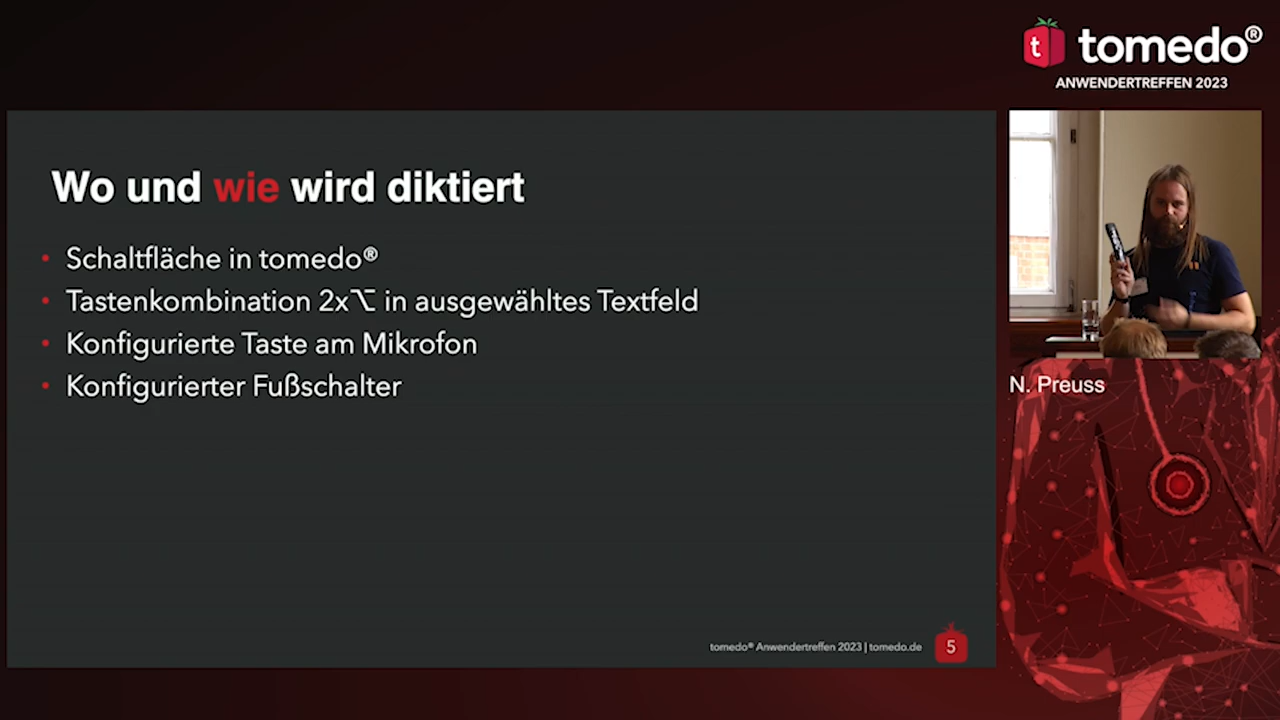 t tomedo®
ANWENDERTREFFEN 2023
Wo und wie wird diktiert
• Schaltfläche in tomedo®
• Tastenkombination 2x⌥ in ausgewähltes Textfeld
• Konfigurierte Taste am Mikrofon
• Konfigurierter Fußschalter
N. Preuss
tomedo® Anwendertreffen 2023 | tomedo.de 5